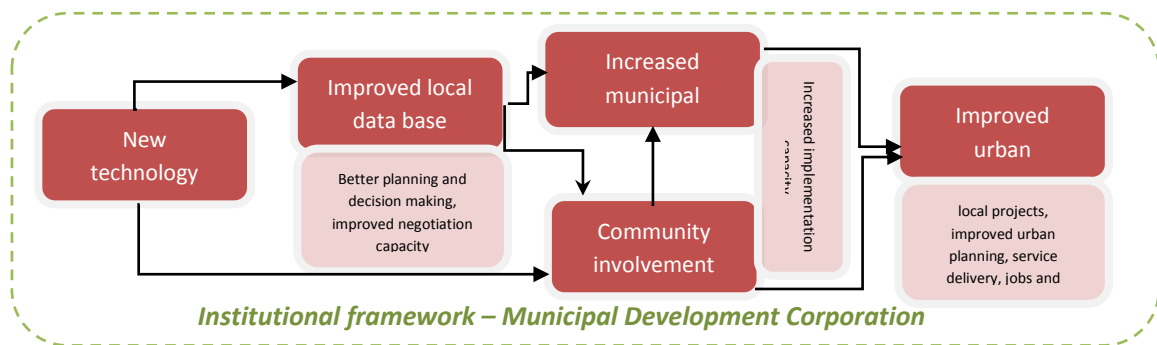 New
technology
Improved local
data base
Better planning and
decision making,
improved negotiation
capacity
Increased
municipal
Community
involvement
Increased implementation
capacity
Improved
urban
local projects,
improved urban
planning, service
delivery, jobs and
Institutional framework – Municipal Development Corporation